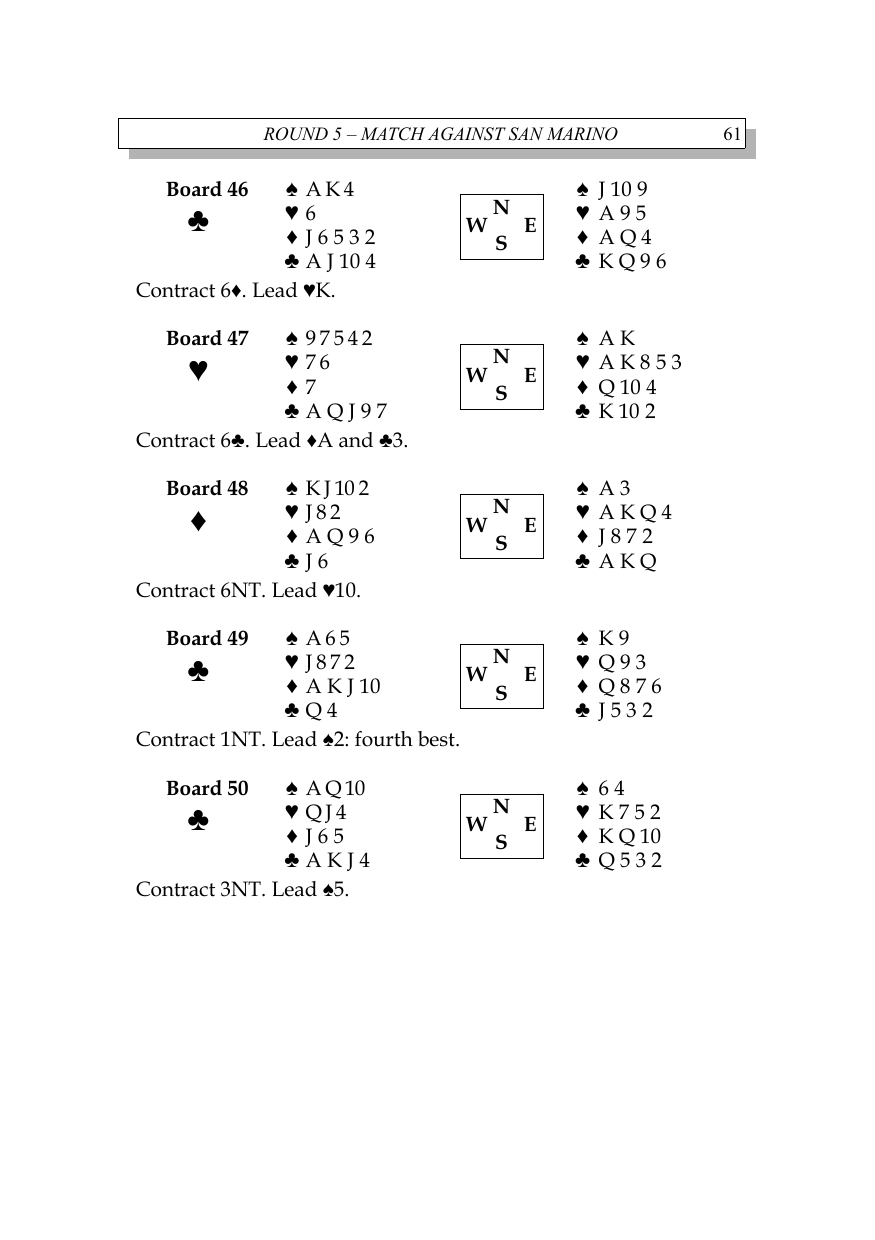 ROUND 5 – MATCH AGAINST SAN MARINO 61
Board 46 ♠ A K 4 ♠ J 10 9
♣ ♥ 6 N ♥ A 9 5
♦ J 6 5 3 2 W E ♦ A Q 4
♣ A J 10 4 S ♣ K Q 9 6
Contract 6♦. Lead ♥K.
Board 47 ♠ 9 7 5 4 2 ♠ A K
♥ ♥ 7 6 N ♥ A K 8 5 3
♦ 7 W E ♦ Q 10 4
♣ A Q J 9 7 S ♣ K 10 2
Contract 6♣. Lead ♦A and ♣3.
Board 48 ♠ K J 10 2 ♠ A 3
♦ ♥ J 8 2 N ♥ A K Q 4
♦ A Q 9 6 W E ♦ J 8 7 2
♣ J 6 S ♣ A K Q
Contract 6NT. Lead ♥10.
Board 49 ♠ A 6 5 ♠ K 9
♣ ♥ J 8 7 2 N ♥ Q 9 3
♦ A K J 10 W E ♦ Q 8 7 6
♣ Q 4 S ♣ J 5 3 2
Contract 1NT. Lead ♠2: fourth best.
Board 50 ♠ A Q 10 ♠ 6 4
♣ ♥ Q J 4 N ♥ K 7 5 2
♦ J 6 5 W E ♦ K Q 10
♣ A K J 4 S ♣ Q 5 3 2
Contract 3NT. Lead ♠5.